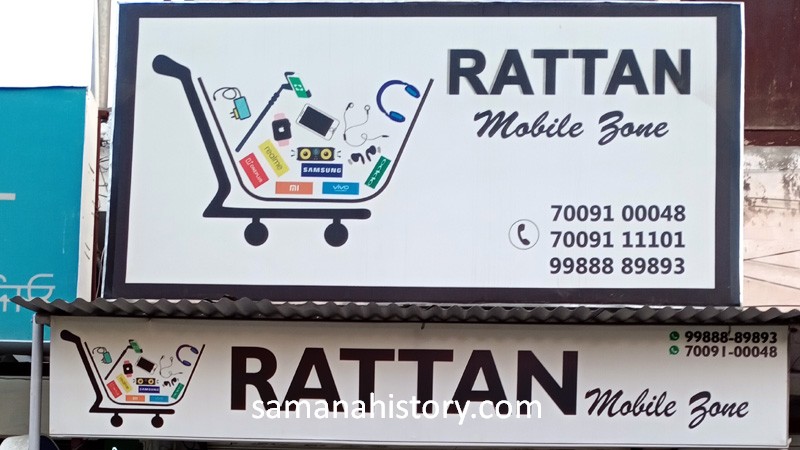 RATTAN
Mobile Zone
realme
SAMSUNG
MI
VIVO
70091 00048
70091 11101
99888 89893
RATTAN
Mobile Zone
99888-89893
70091-00048
SAMSUNG
samanahistory.com